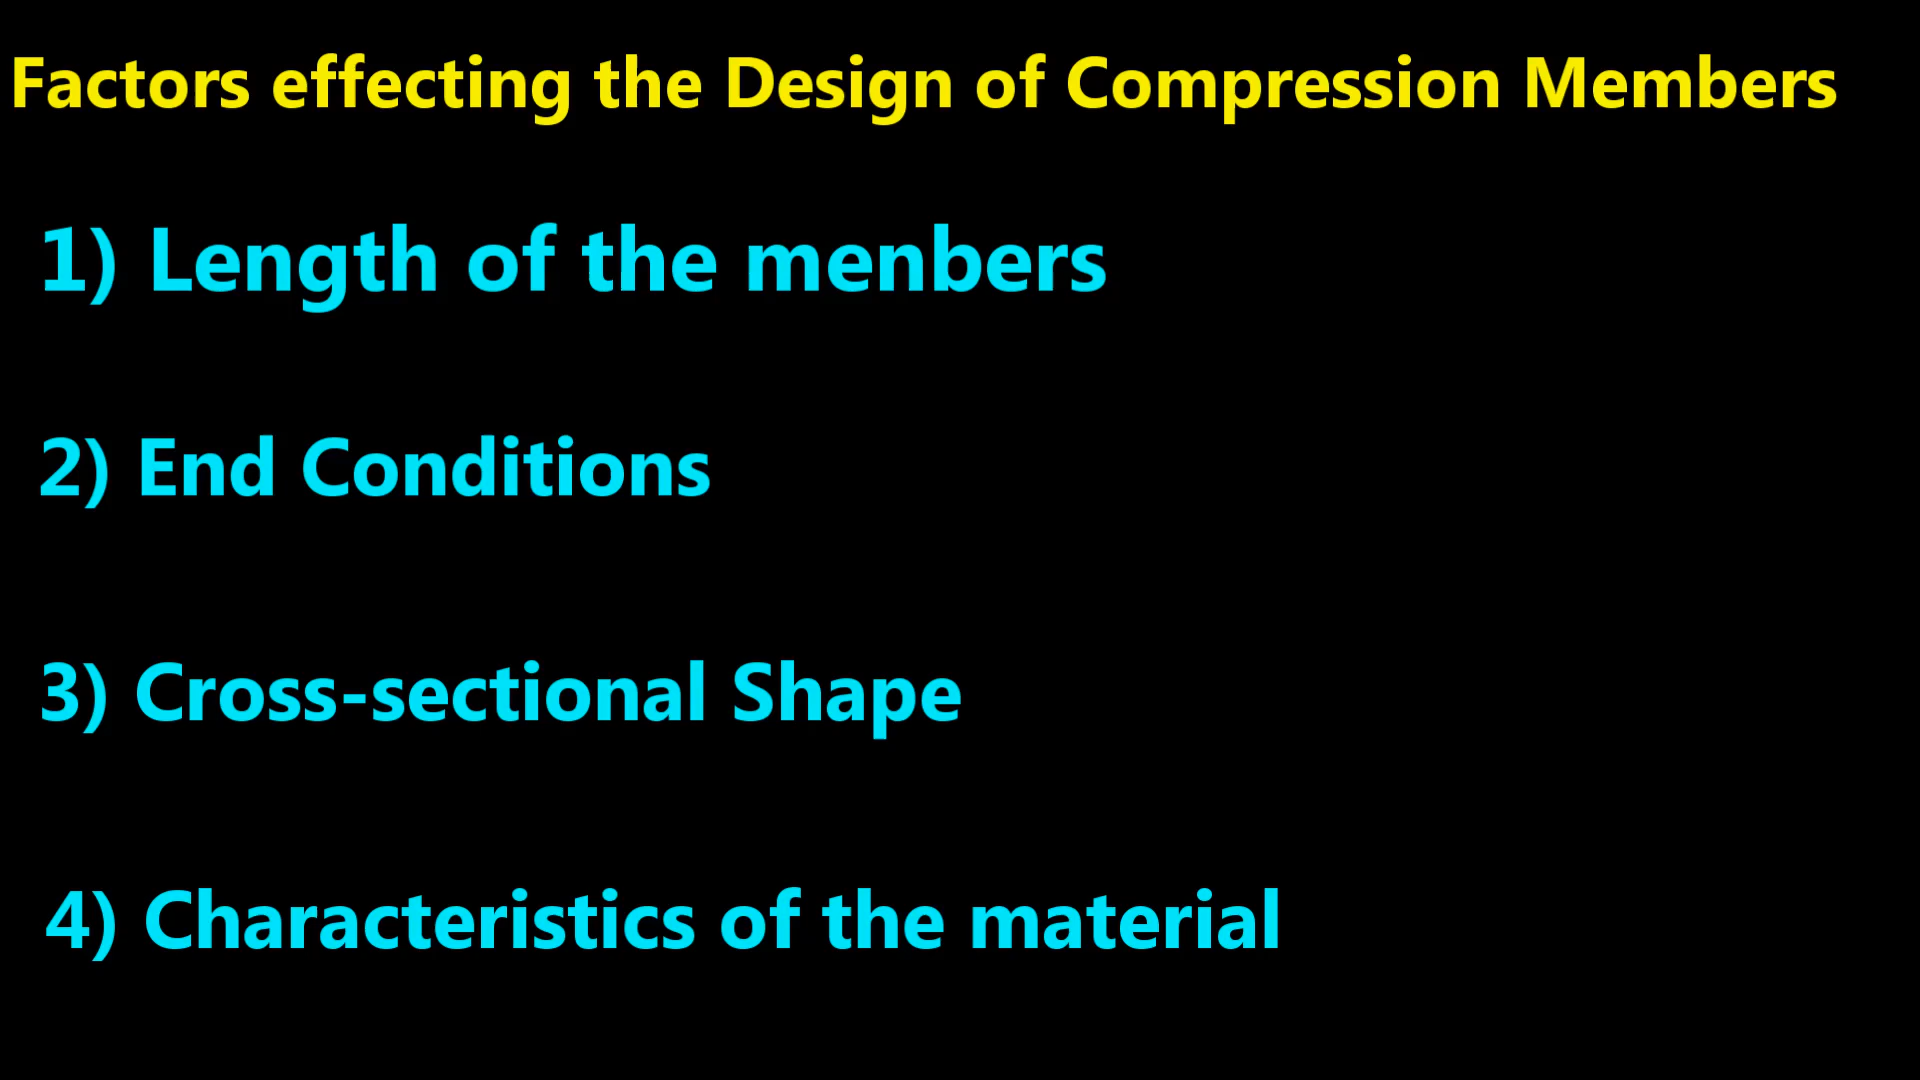 Factors effecting the Design of Compression Members
1) Length of the menbers
2) End Conditions
3) Cross-sectional Shape
4) Characteristics of the material